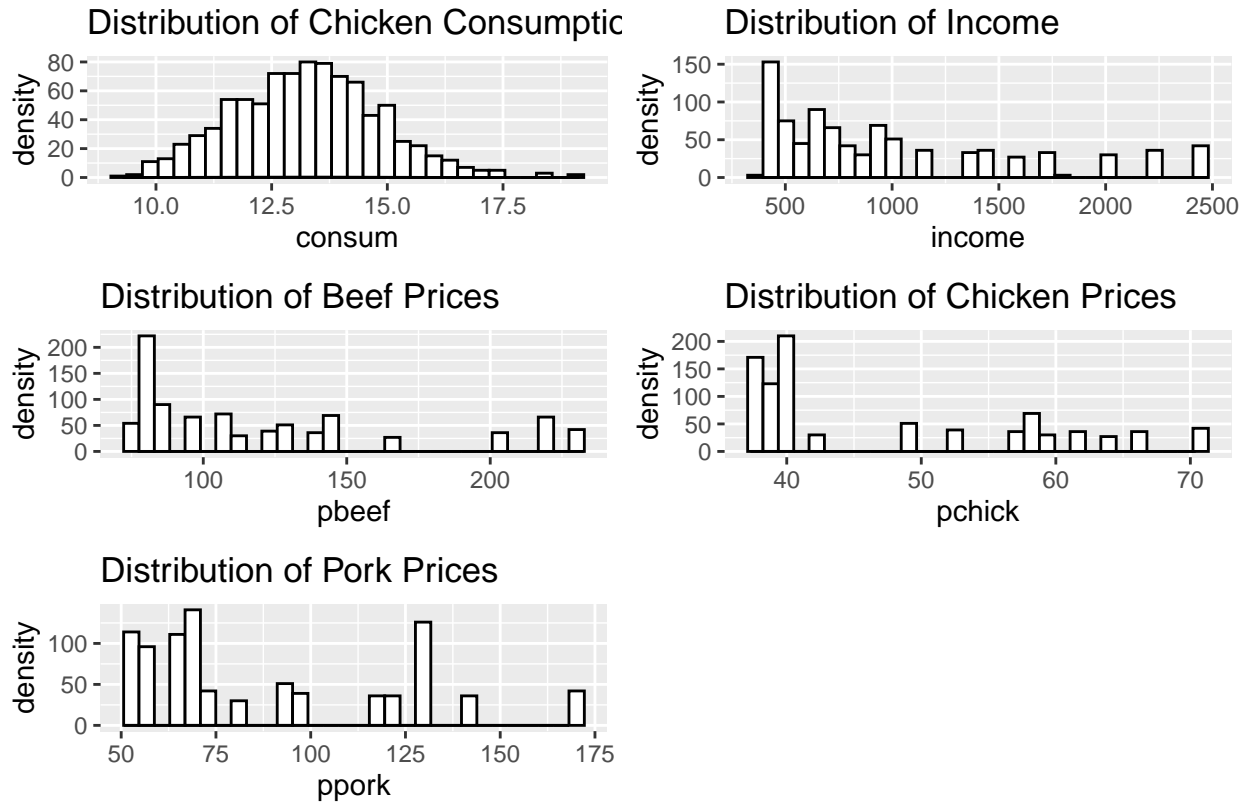 Distribution of Chicken Consumptic
density
80
60
40
20
0
10.0
12.5
15.0
17.5
consum
Distribution of Income
density
150
100
50
0
500
1000
1500
2000
2500
income
Distribution of Beef Prices
density
200
150
100
50
0
100
150
200
pbeef
Distribution of Chicken Prices
density
200
150
100
50
0
40
50
60
70
pchick
Distribution of Pork Prices
density
100
50
0
50
75
100
125
150
175
ppork